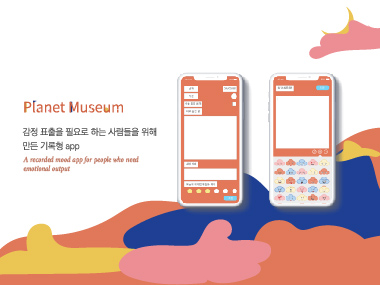 Planet Museum
감정 표출을 필요로 하는 사람들을 위해
만든 기록형 app
A recorded mood app for people who need
emotional output